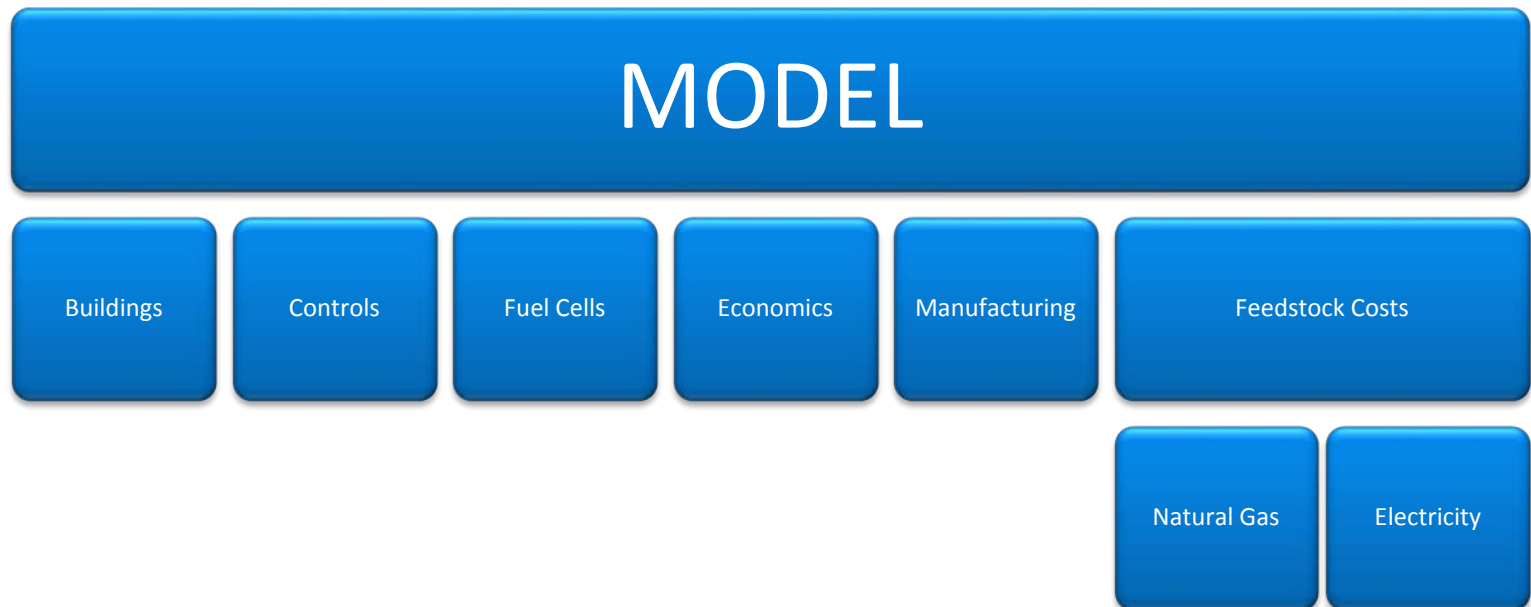 MODEL
Buildings
Controls
Fuel Cells
Economics
Manufacturing
Feedstock Costs
Natural Gas
Electricity